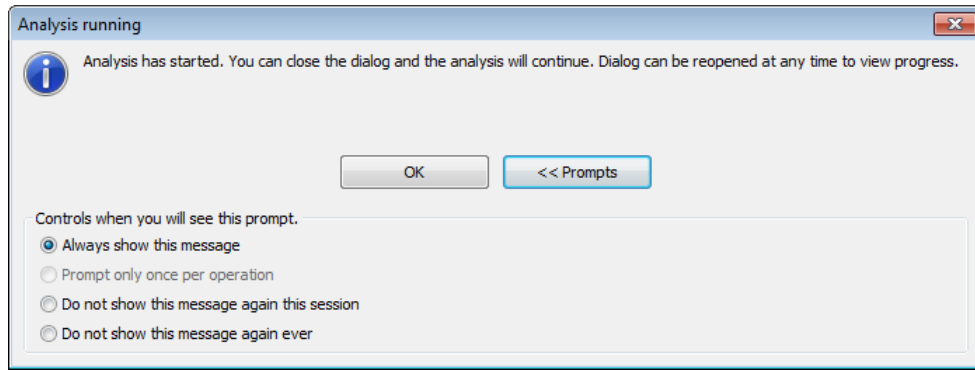 Analysis running
Analysis has started. You can close the dialog and the analysis will continue. Dialog can be reopened at any time to view progress.
OK
<< Prompts
Controls when you will see this prompt.
Always show this message
Prompt only once per operation
Do not show this message again this session
Do not show this message again ever